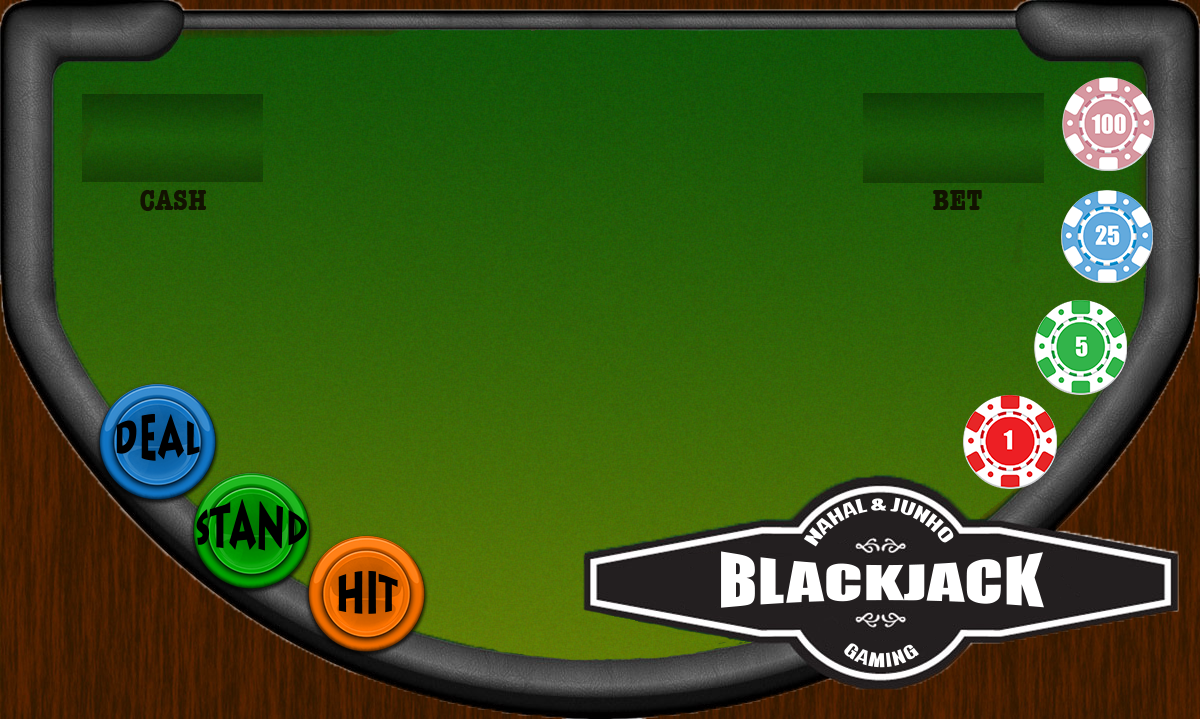 100
CASH
BET
25
5
DEAL
1
STAND
HIT
NAHAL & JUNHO
BLACKJACK
GAMING